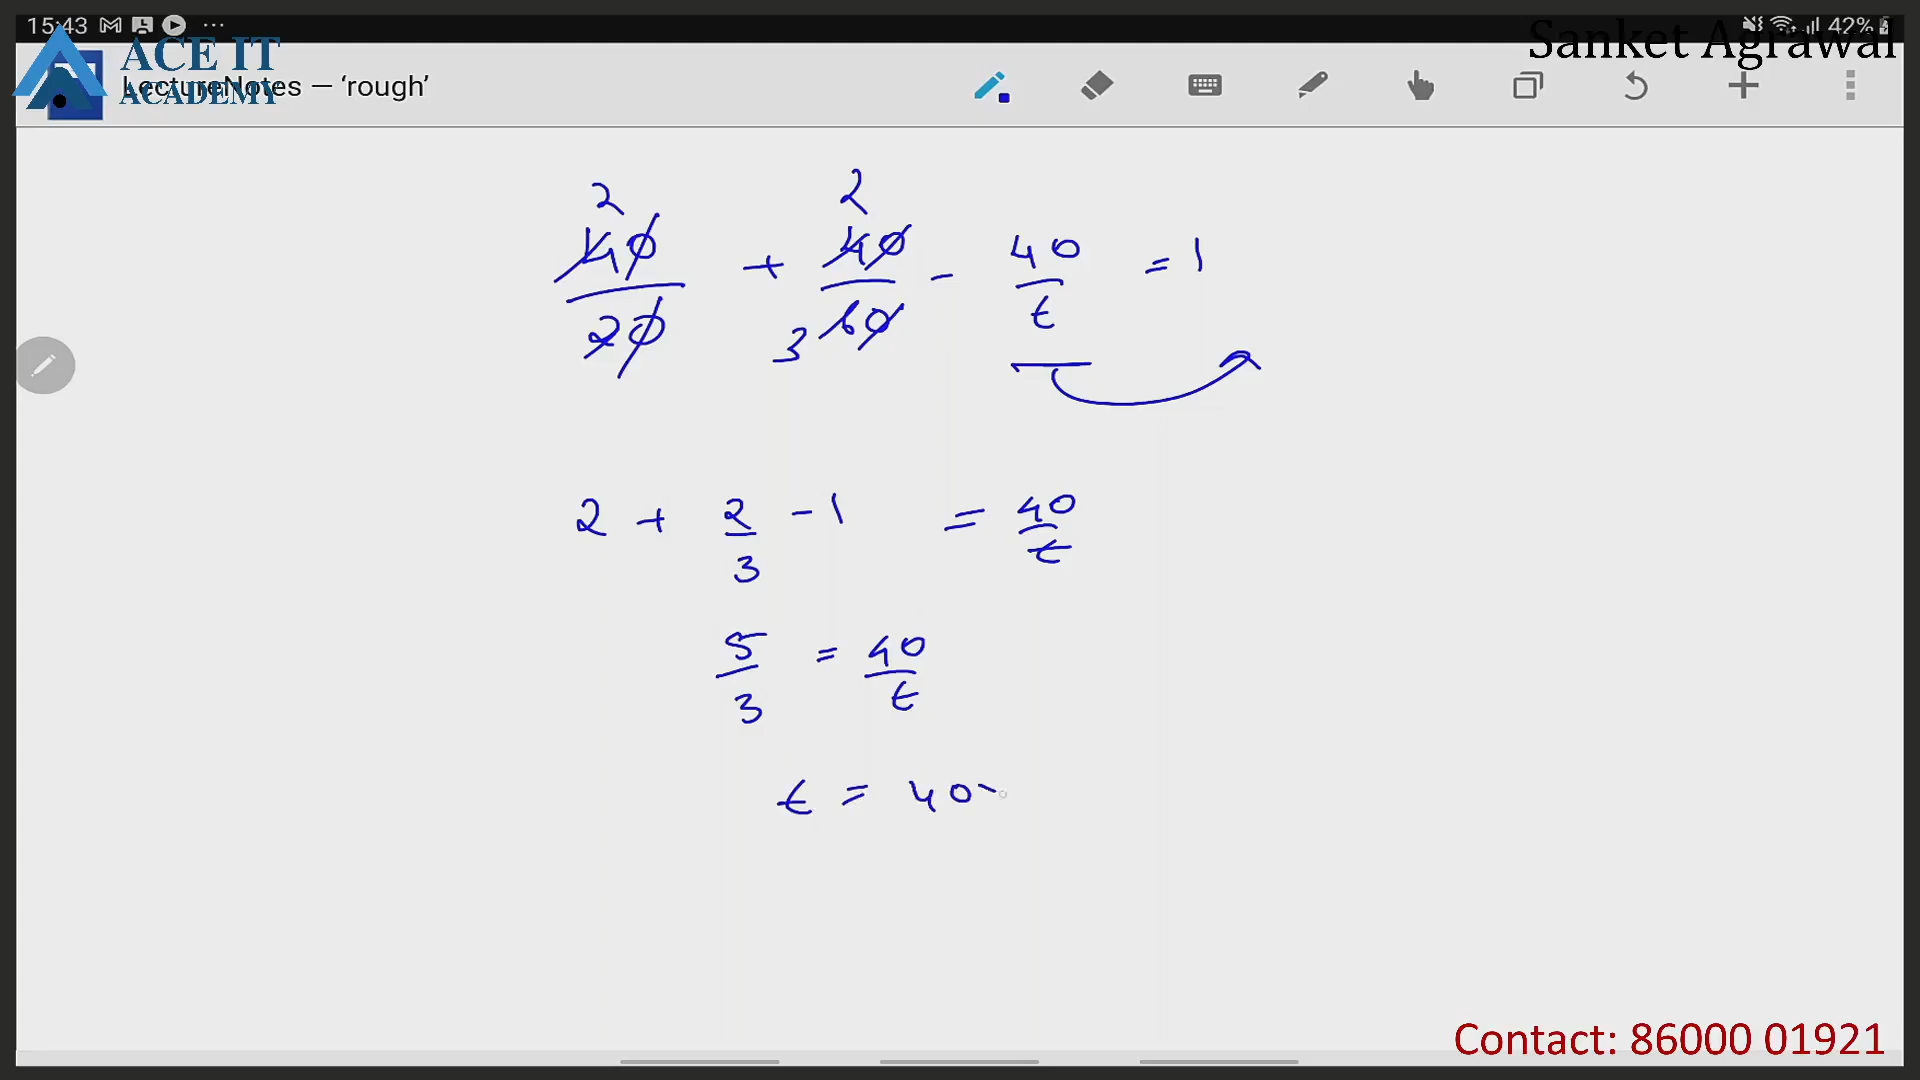 15:43 ... 42%
Sanket Agrawal
ACE IT
ACADEMY
LectureNotes — ‘rough’
2 2
40/20 + 40/60 - 40/t = 1
3
2 + 2/3 - 1 = 40/t
5/3 = 40/t
t = 40
Contact: 86000 01921